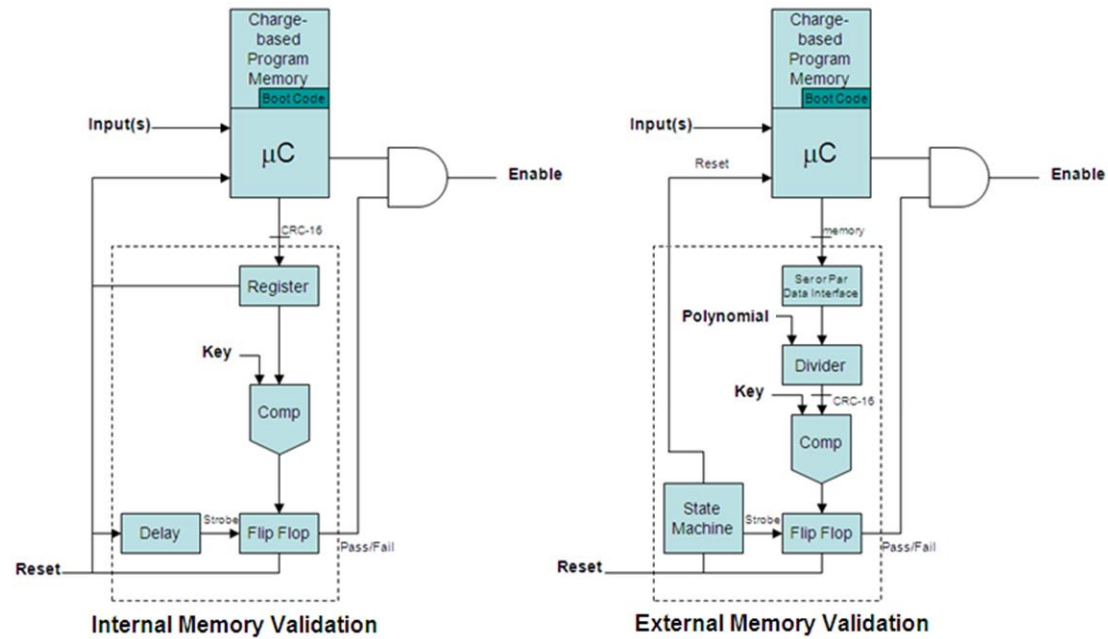 Charge-
based
Program
Memory
Boot Code
Input(s)
μC
Enable
CRC-16
Register
Key
Comp
Delay
Strobe
Flip Flop
Pass/Fail
Reset
Internal Memory Validation
Charge-
based
Program
Memory
Boot Code
Input(s)
Reset
μC
Enable
memory
Ser or Par
Data Interface
Polynomial
Divider
Key
CRC-16
Comp
State
Machine
Strobe
Flip Flop
Pass/Fail
Reset
External Memory Validation